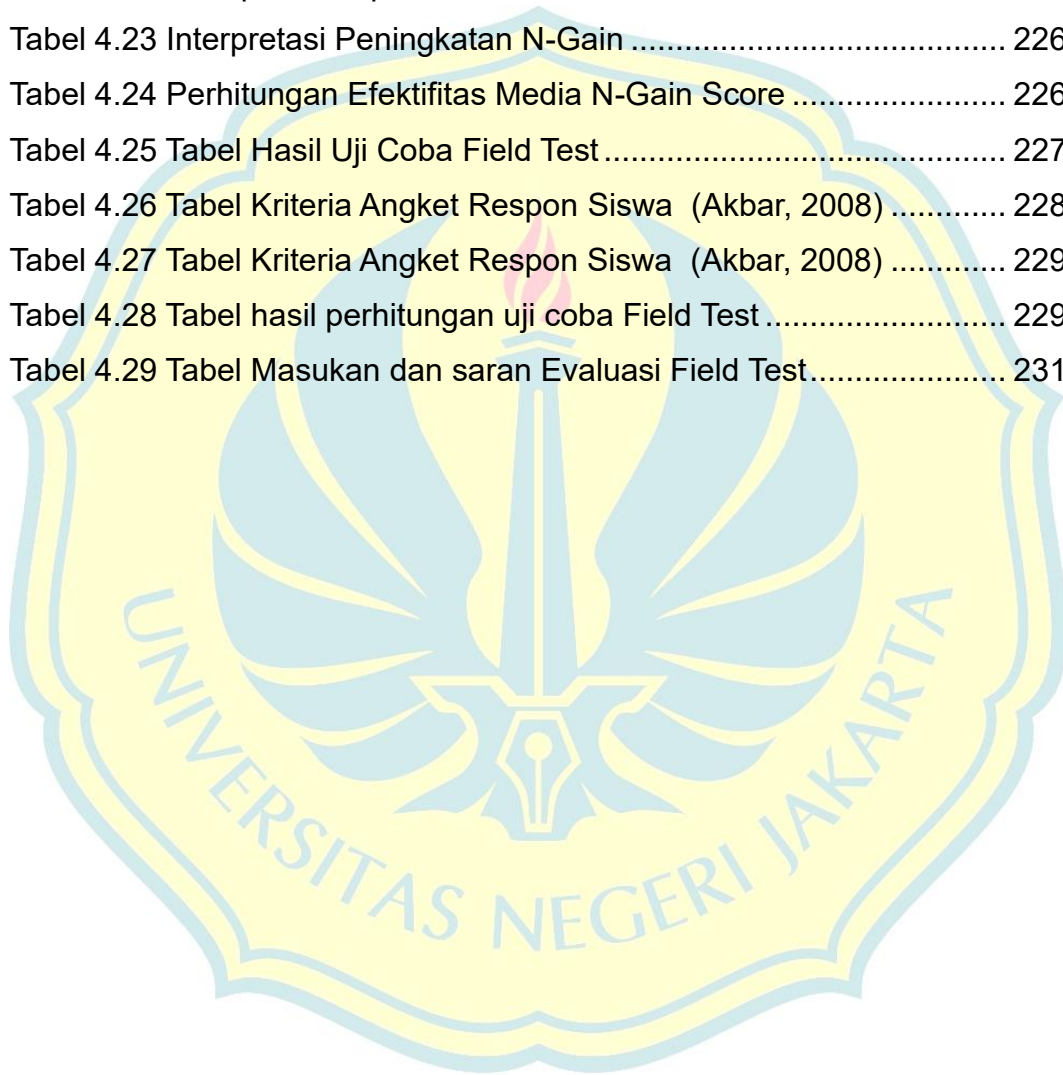 Tabel 4.23 Interpretasi Peningkatan N-Gain .......................................... 226
Tabel 4.24 Perhitungan Efektifitas Media N-Gain Score ........................ 226
Tabel 4.25 Tabel Hasil Uji Coba Field Test ............................................. 227
Tabel 4.26 Tabel Kriteria Angket Respon Siswa (Akbar, 2008) ............. 228
Tabel 4.27 Tabel Kriteria Angket Respon Siswa (Akbar, 2008) ............. 229
Tabel 4.28 Tabel hasil perhitungan uji coba Field Test ........................... 229
Tabel 4.29 Tabel Masukan dan saran Evaluasi Field Test...................... 231
UNIVERSITAS NEGERI JAKARTA